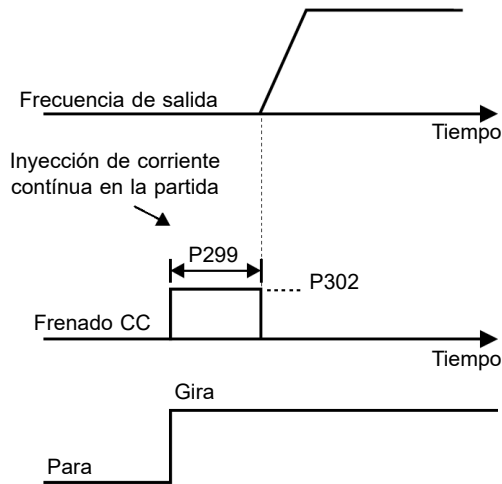 Frecuencia de salida
Tiempo
Inyección de corriente
contínua en la partida
P299
P302
Frenado CC
Tiempo
Gira
Para